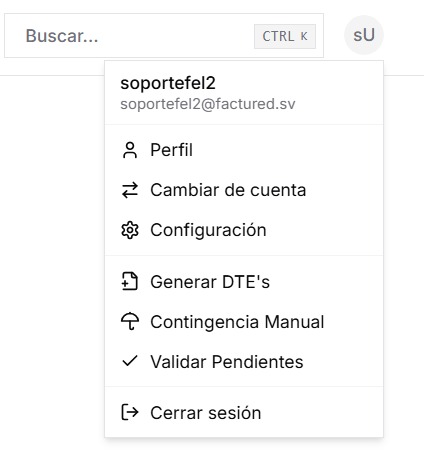 Buscar...
CTRL K
sU
soportefel2
soportefel2@factured.sv
Perfil
Cambiar de cuenta
Configuración
Generar DTE's
Contingencia Manual
Validar Pendientes
Cerrar sesión